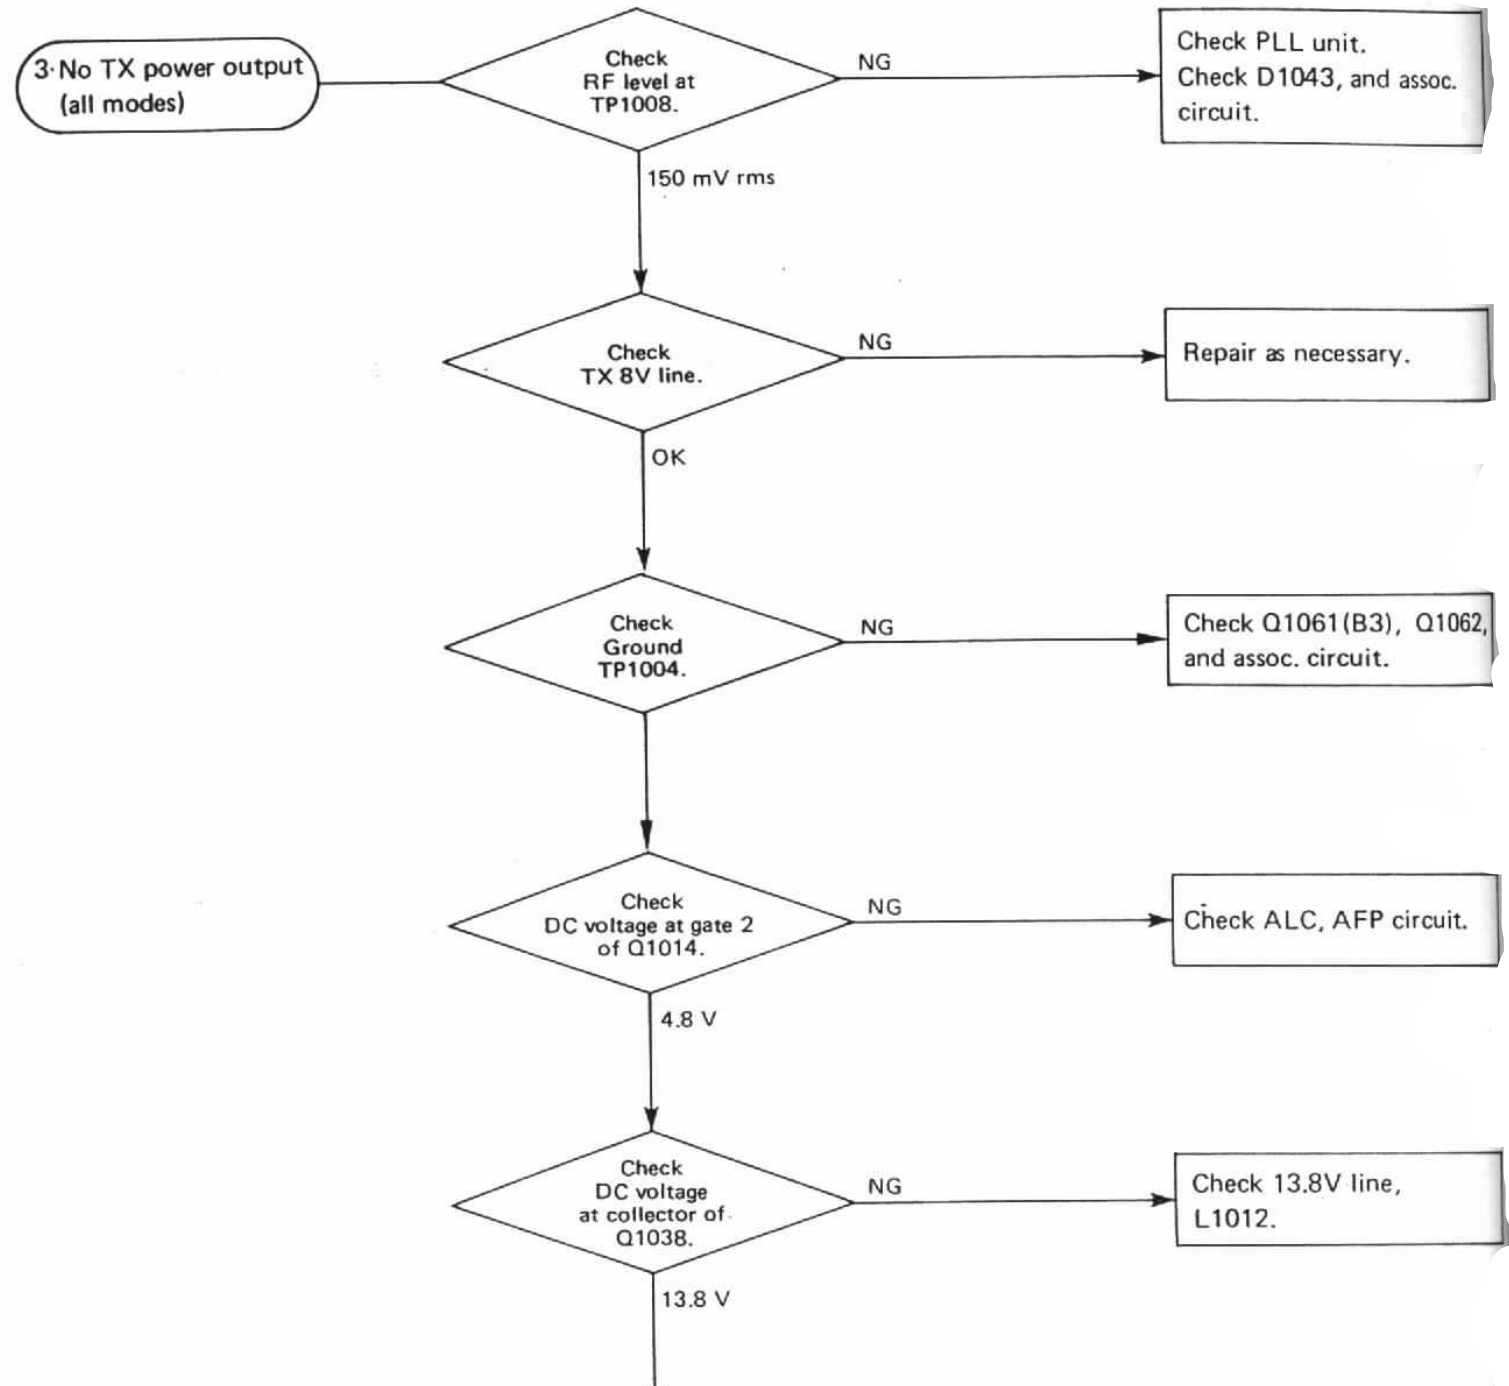 3. No TX power output
(all modes)
Check
RF level at
TP1008.
NG
Check PLL unit.
Check D1043, and assoc.
circuit.
150 mV rms
Check
TX 8V line.
NG
Repair as necessary.
OK
Check
Ground
TP1004.
NG
Check Q1061(B3), Q1062,
and assoc. circuit.
Check
DC voltage at gate 2
of Q1014.
NG
Check ALC, AFP circuit.
4.8 V
Check
DC voltage
at collector of
Q1038.
NG
Check 13.8V line,
L1012.
13.8 V